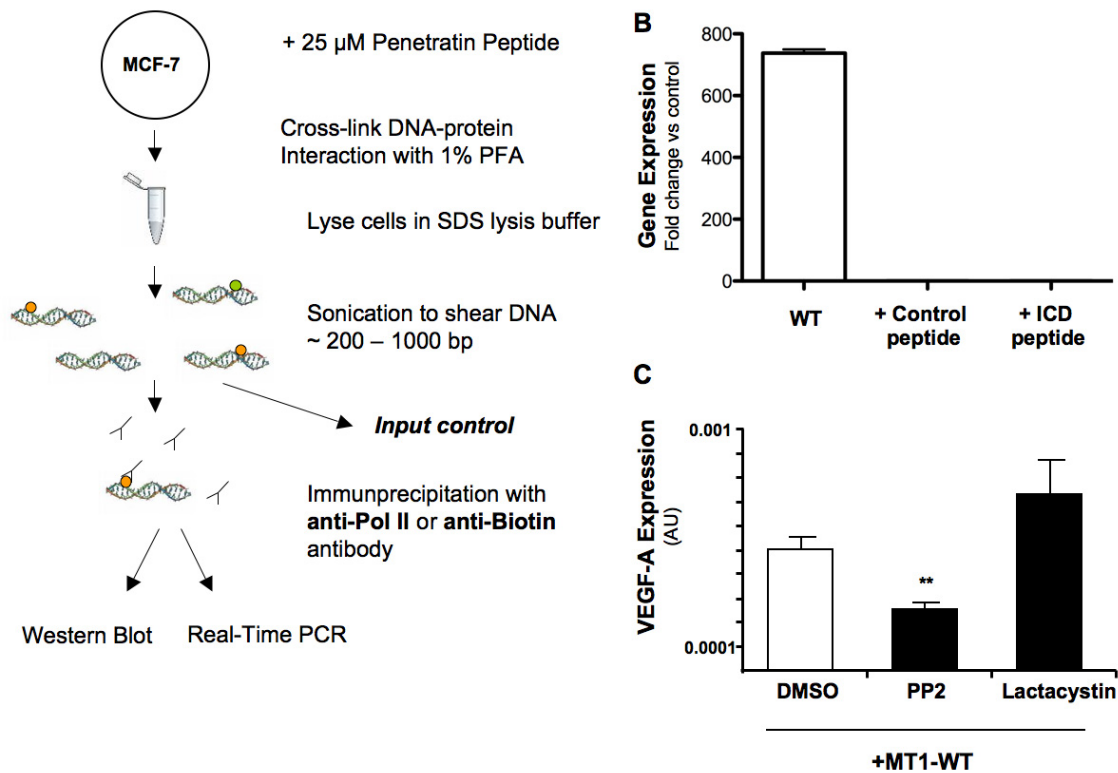 MCF-7
+ 25 µM Penetratin Peptide
Cross-link DNA-protein
Interaction with 1% PFA
Lyse cells in SDS lysis buffer
Sonication to shear DNA
~ 200 – 1000 bp
Input control
Immunprecipitation with
anti-Pol II or anti-Biotin
antibody
Western Blot
Real-Time PCR
B
Gene Expression
Fold change vs control
800
600
400
200
0
WT
+ Control
peptide
+ ICD
peptide
C
VEGF-A Expression
(AU)
0.001
0.0001
**
DMSO
PP2
Lactacystin
+MT1-WT